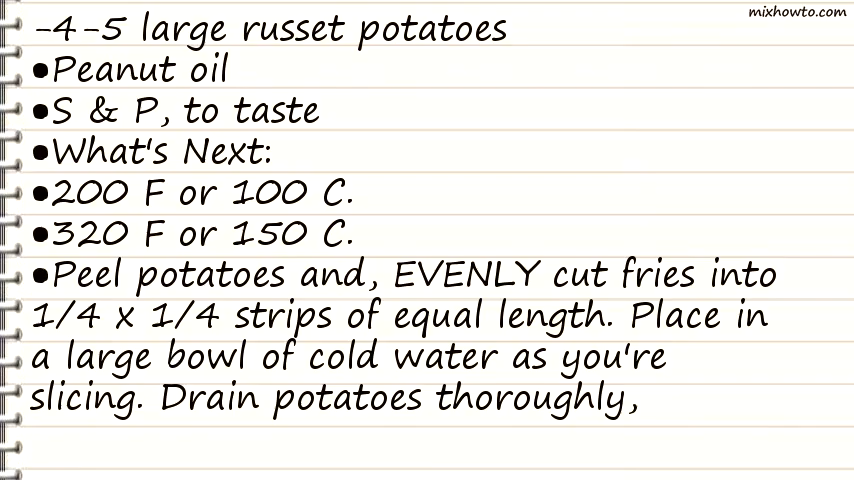 mixhowto.com
-4-5 large russet potatoes
•Peanut oil
•S & P, to taste
•What's Next:
•200 F or 100 C.
•320 F or 150 C.
•Peel potatoes and, EVENLY cut fries into
1/4 x 1/4 strips of equal length. Place in
a large bowl of cold water as you're
slicing. Drain potatoes thoroughly,